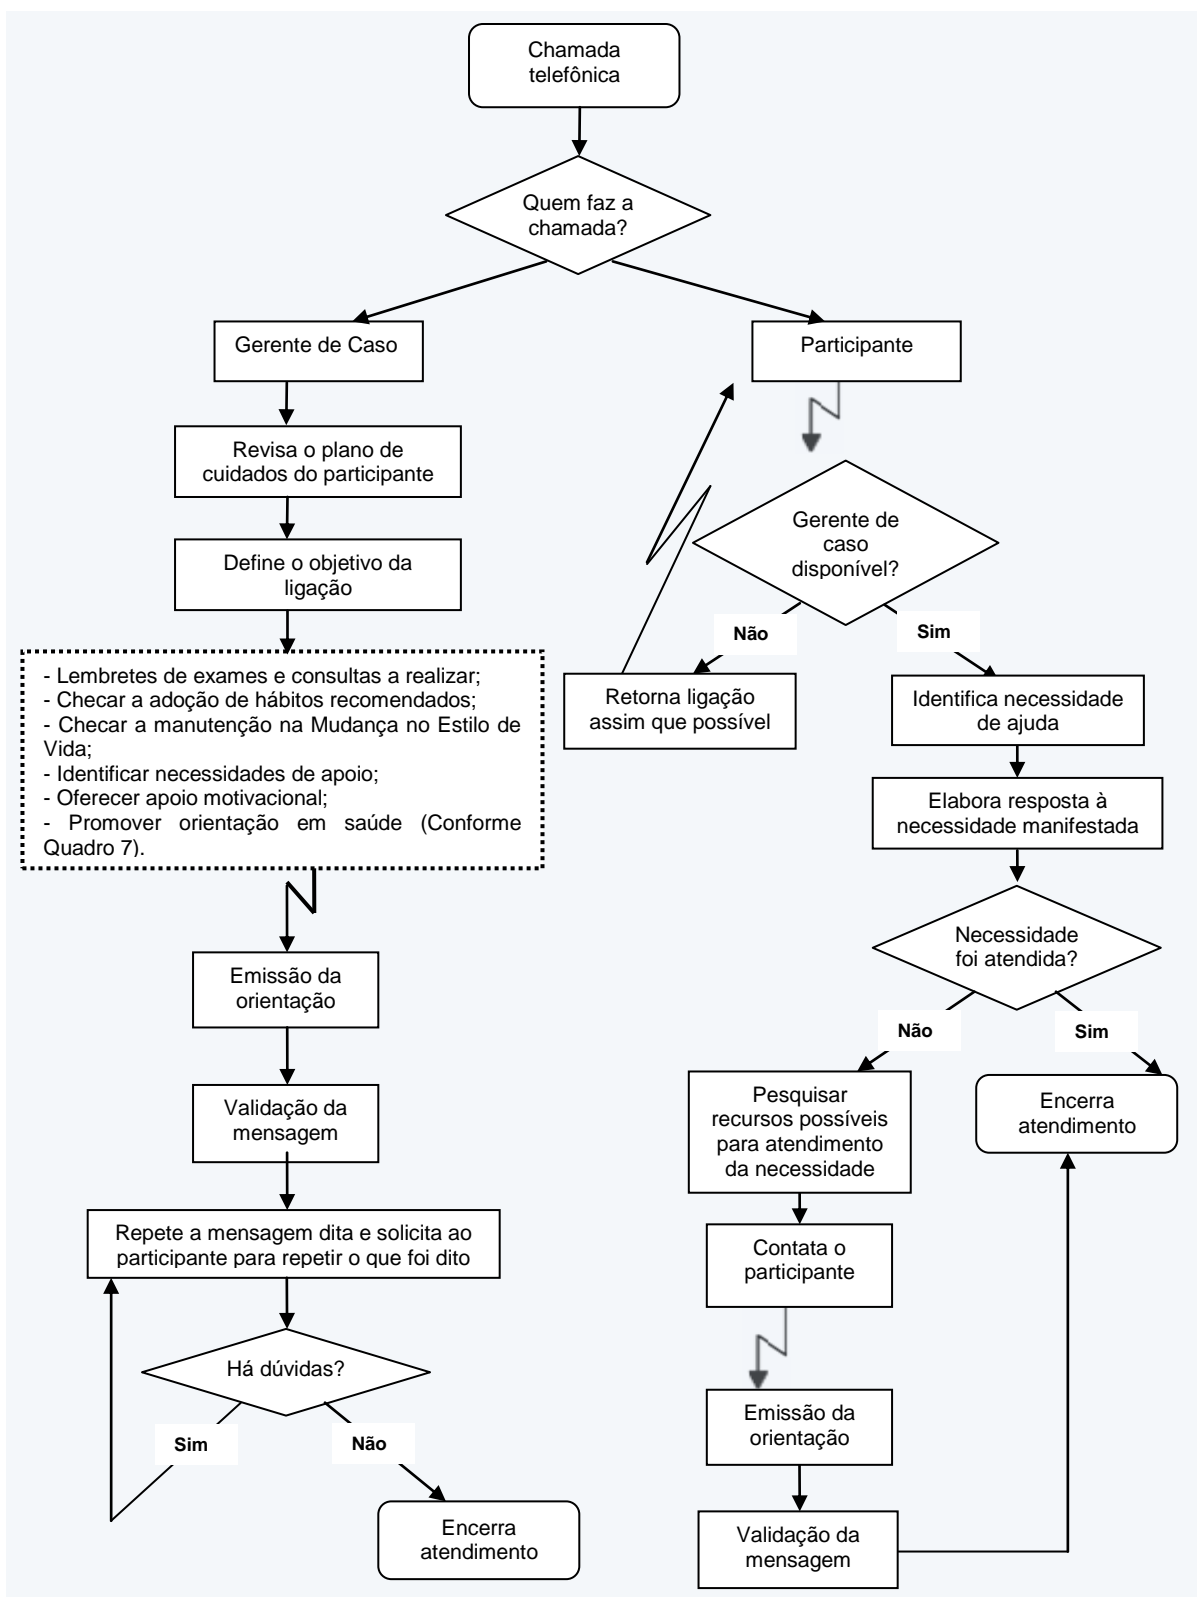 Chamada
telefônica
Quem faz a
chamada?
Gerente de Caso
Participante
Revisa o plano de
cuidados do participante
Define o objetivo da
ligação
- Lembretes de exames e consultas a realizar;
- Checar a adoção de hábitos recomendados;
- Checar a manutenção na Mudança no Estilo de
Vida;
- Identificar necessidades de apoio;
- Oferecer apoio motivacional;
- Promover orientação em saúde (Conforme
Quadro 7).
Emissão da
orientação
Validação da
mensagem
Repete a mensagem dita e solicita ao
participante para repetir o que foi dito
Há dúvidas?
Sim
Não
Encerra
atendimento
Gerente de
caso
disponível?
Não
Sim
Retorna ligação
assim que possível
Identifica necessidade
de ajuda
Elabora resposta à
necessidade manifestada
Necessidade
foi atendida?
Não
Sim
Pesquisar
recursos possíveis
para atendimento
da necessidade
Encerra
atendimento
Contata o
participante
Emissão da
orientação
Validação da
mensagem